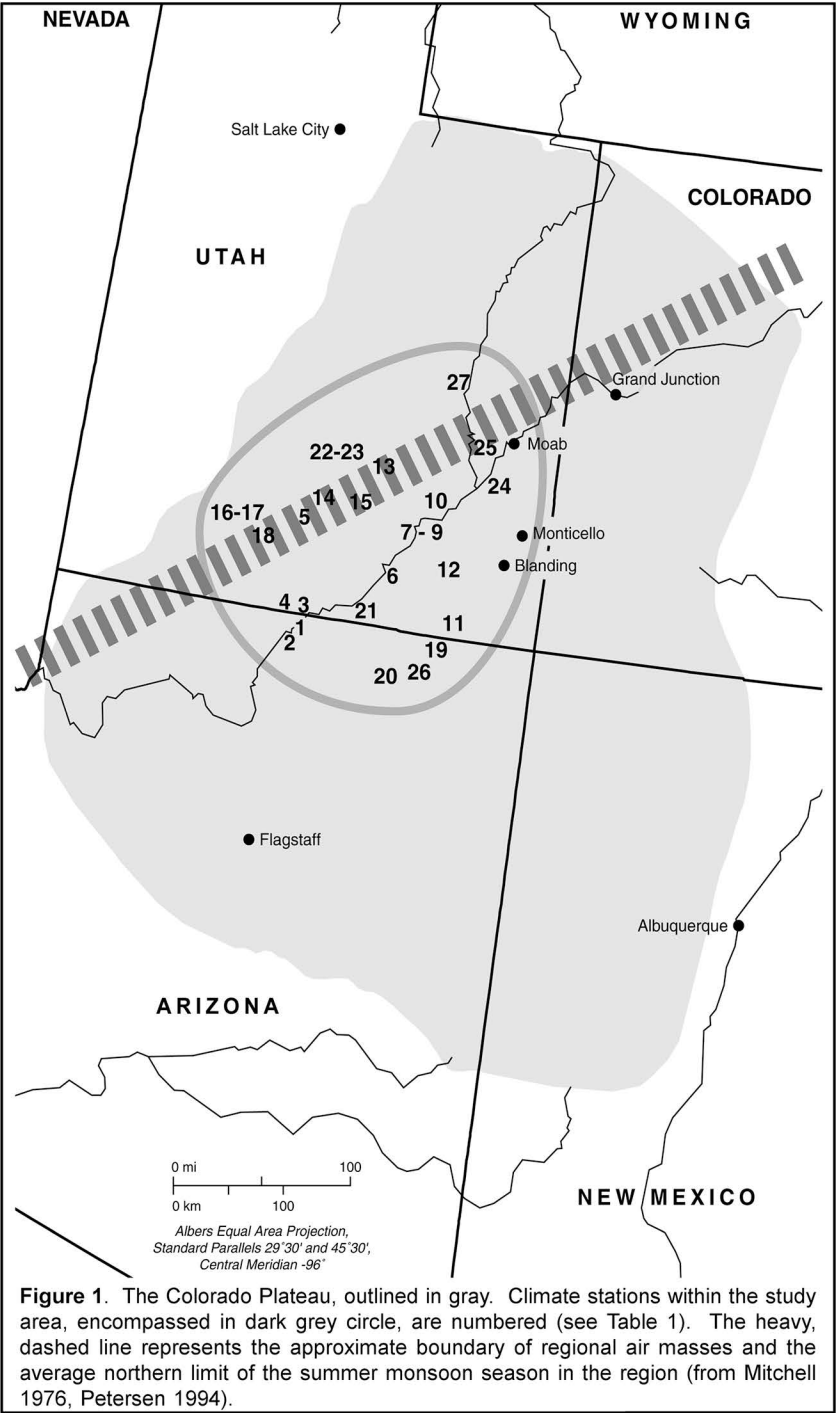 NEVADA
WYOMING
Salt Lake City
COLORADO
UTAH
Grand Junction
27
22-23
13
25
Moab
24
14
15
10
16-17
5
18
7 - 9
Monticello
6
12
Blanding
4
3
21
1
11
2
19
20
26
Flagstaff
Albuquerque
ARIZONA
0 mi 100
0 km 100
NEW MEXICO
Albers Equal Area Projection,
Standard Parallels 29˚30' and 45˚30',
Central Meridian -96˚
Figure 1. The Colorado Plateau, outlined in gray. Climate stations within the study
area, encompassed in dark grey circle, are numbered (see Table 1). The heavy,
dashed line represents the approximate boundary of regional air masses and the
average northern limit of the summer monsoon season in the region (from Mitchell
1976, Petersen 1994).